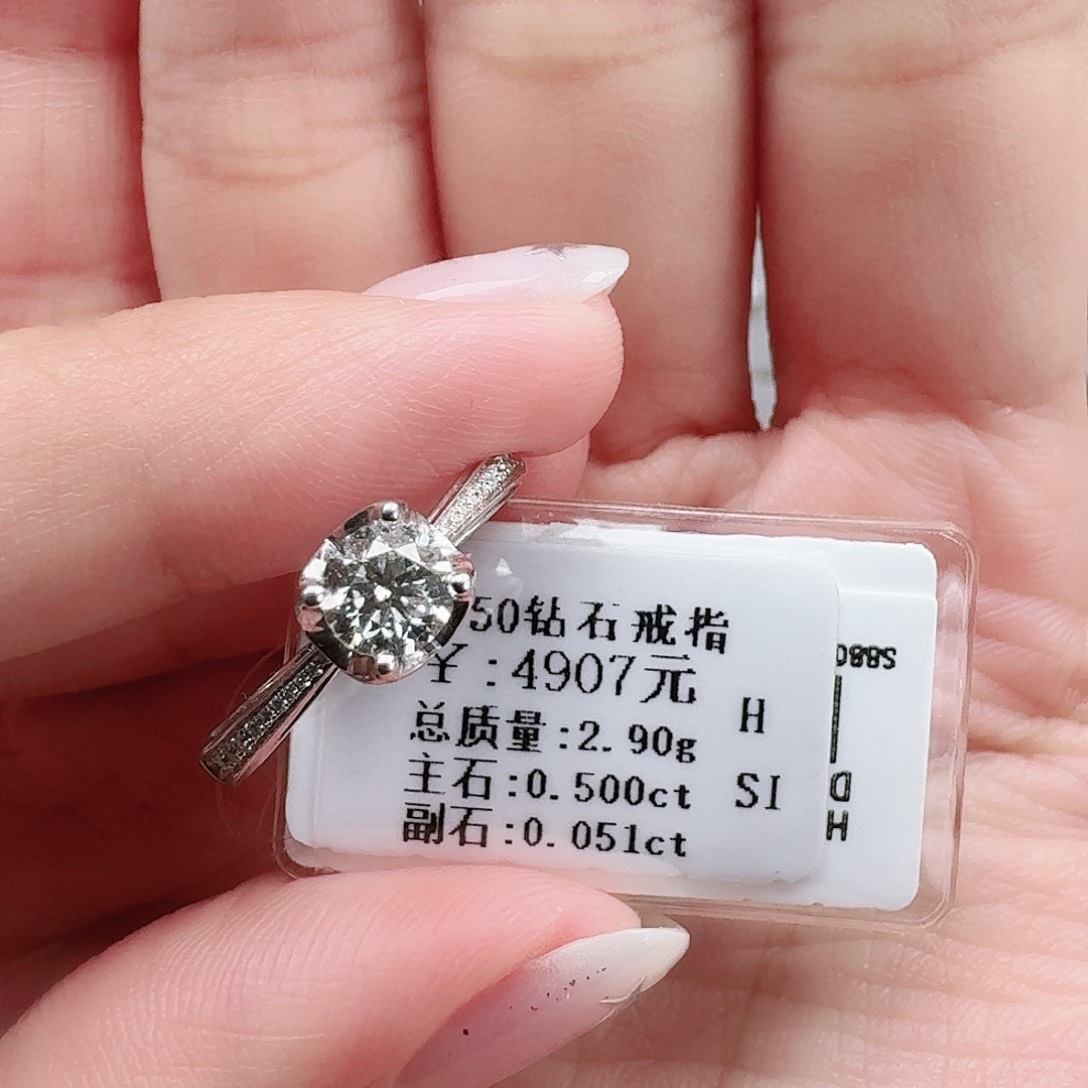 50钻石戒指
¥:4907元
总质量:2.90g
主石:0.500ct
副石:0.051ct
H
SI
S880
H D